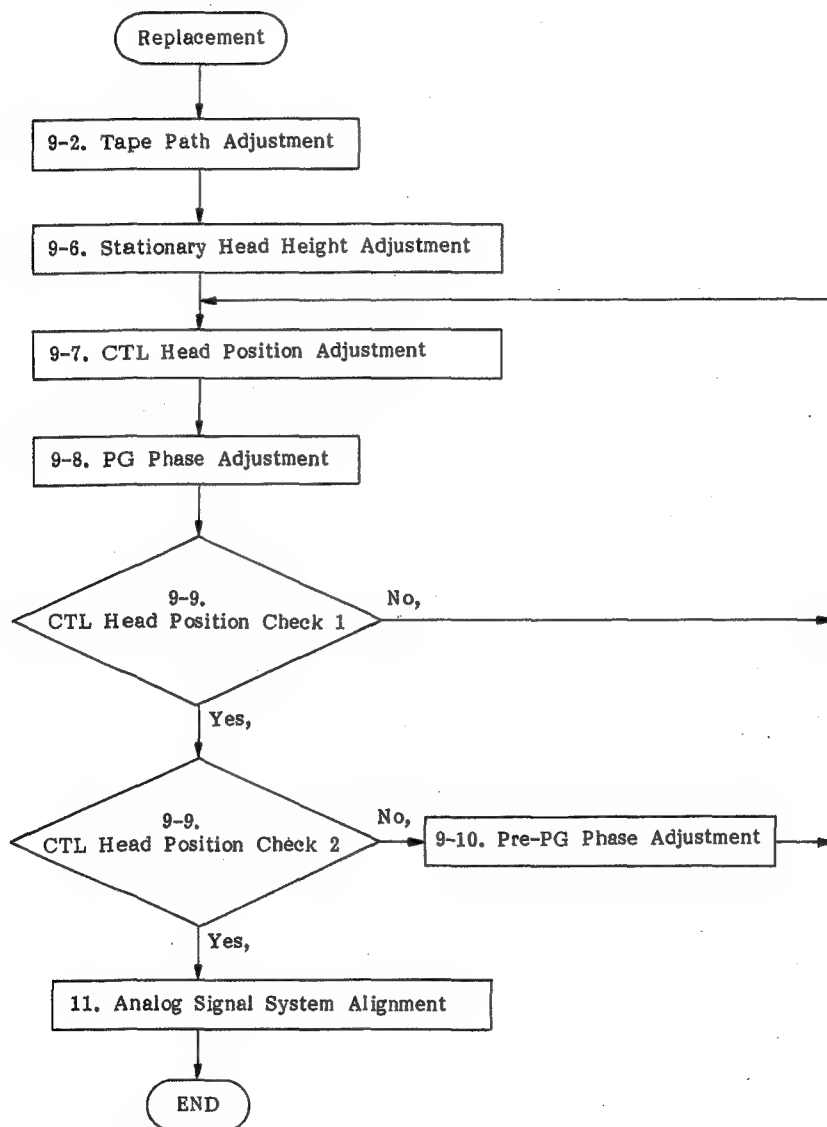 Replacement
9-2. Tape Path Adjustment
9-6. Stationary Head Height Adjustment
9-7. CTL Head Position Adjustment
9-8. PG Phase Adjustment
9-9.
CTL Head Position Check 1
No,
Yes,
9-9.
CTL Head Position Check 2
No,
9-10. Pre-PG Phase Adjustment
Yes,
11. Analog Signal System Alignment
END